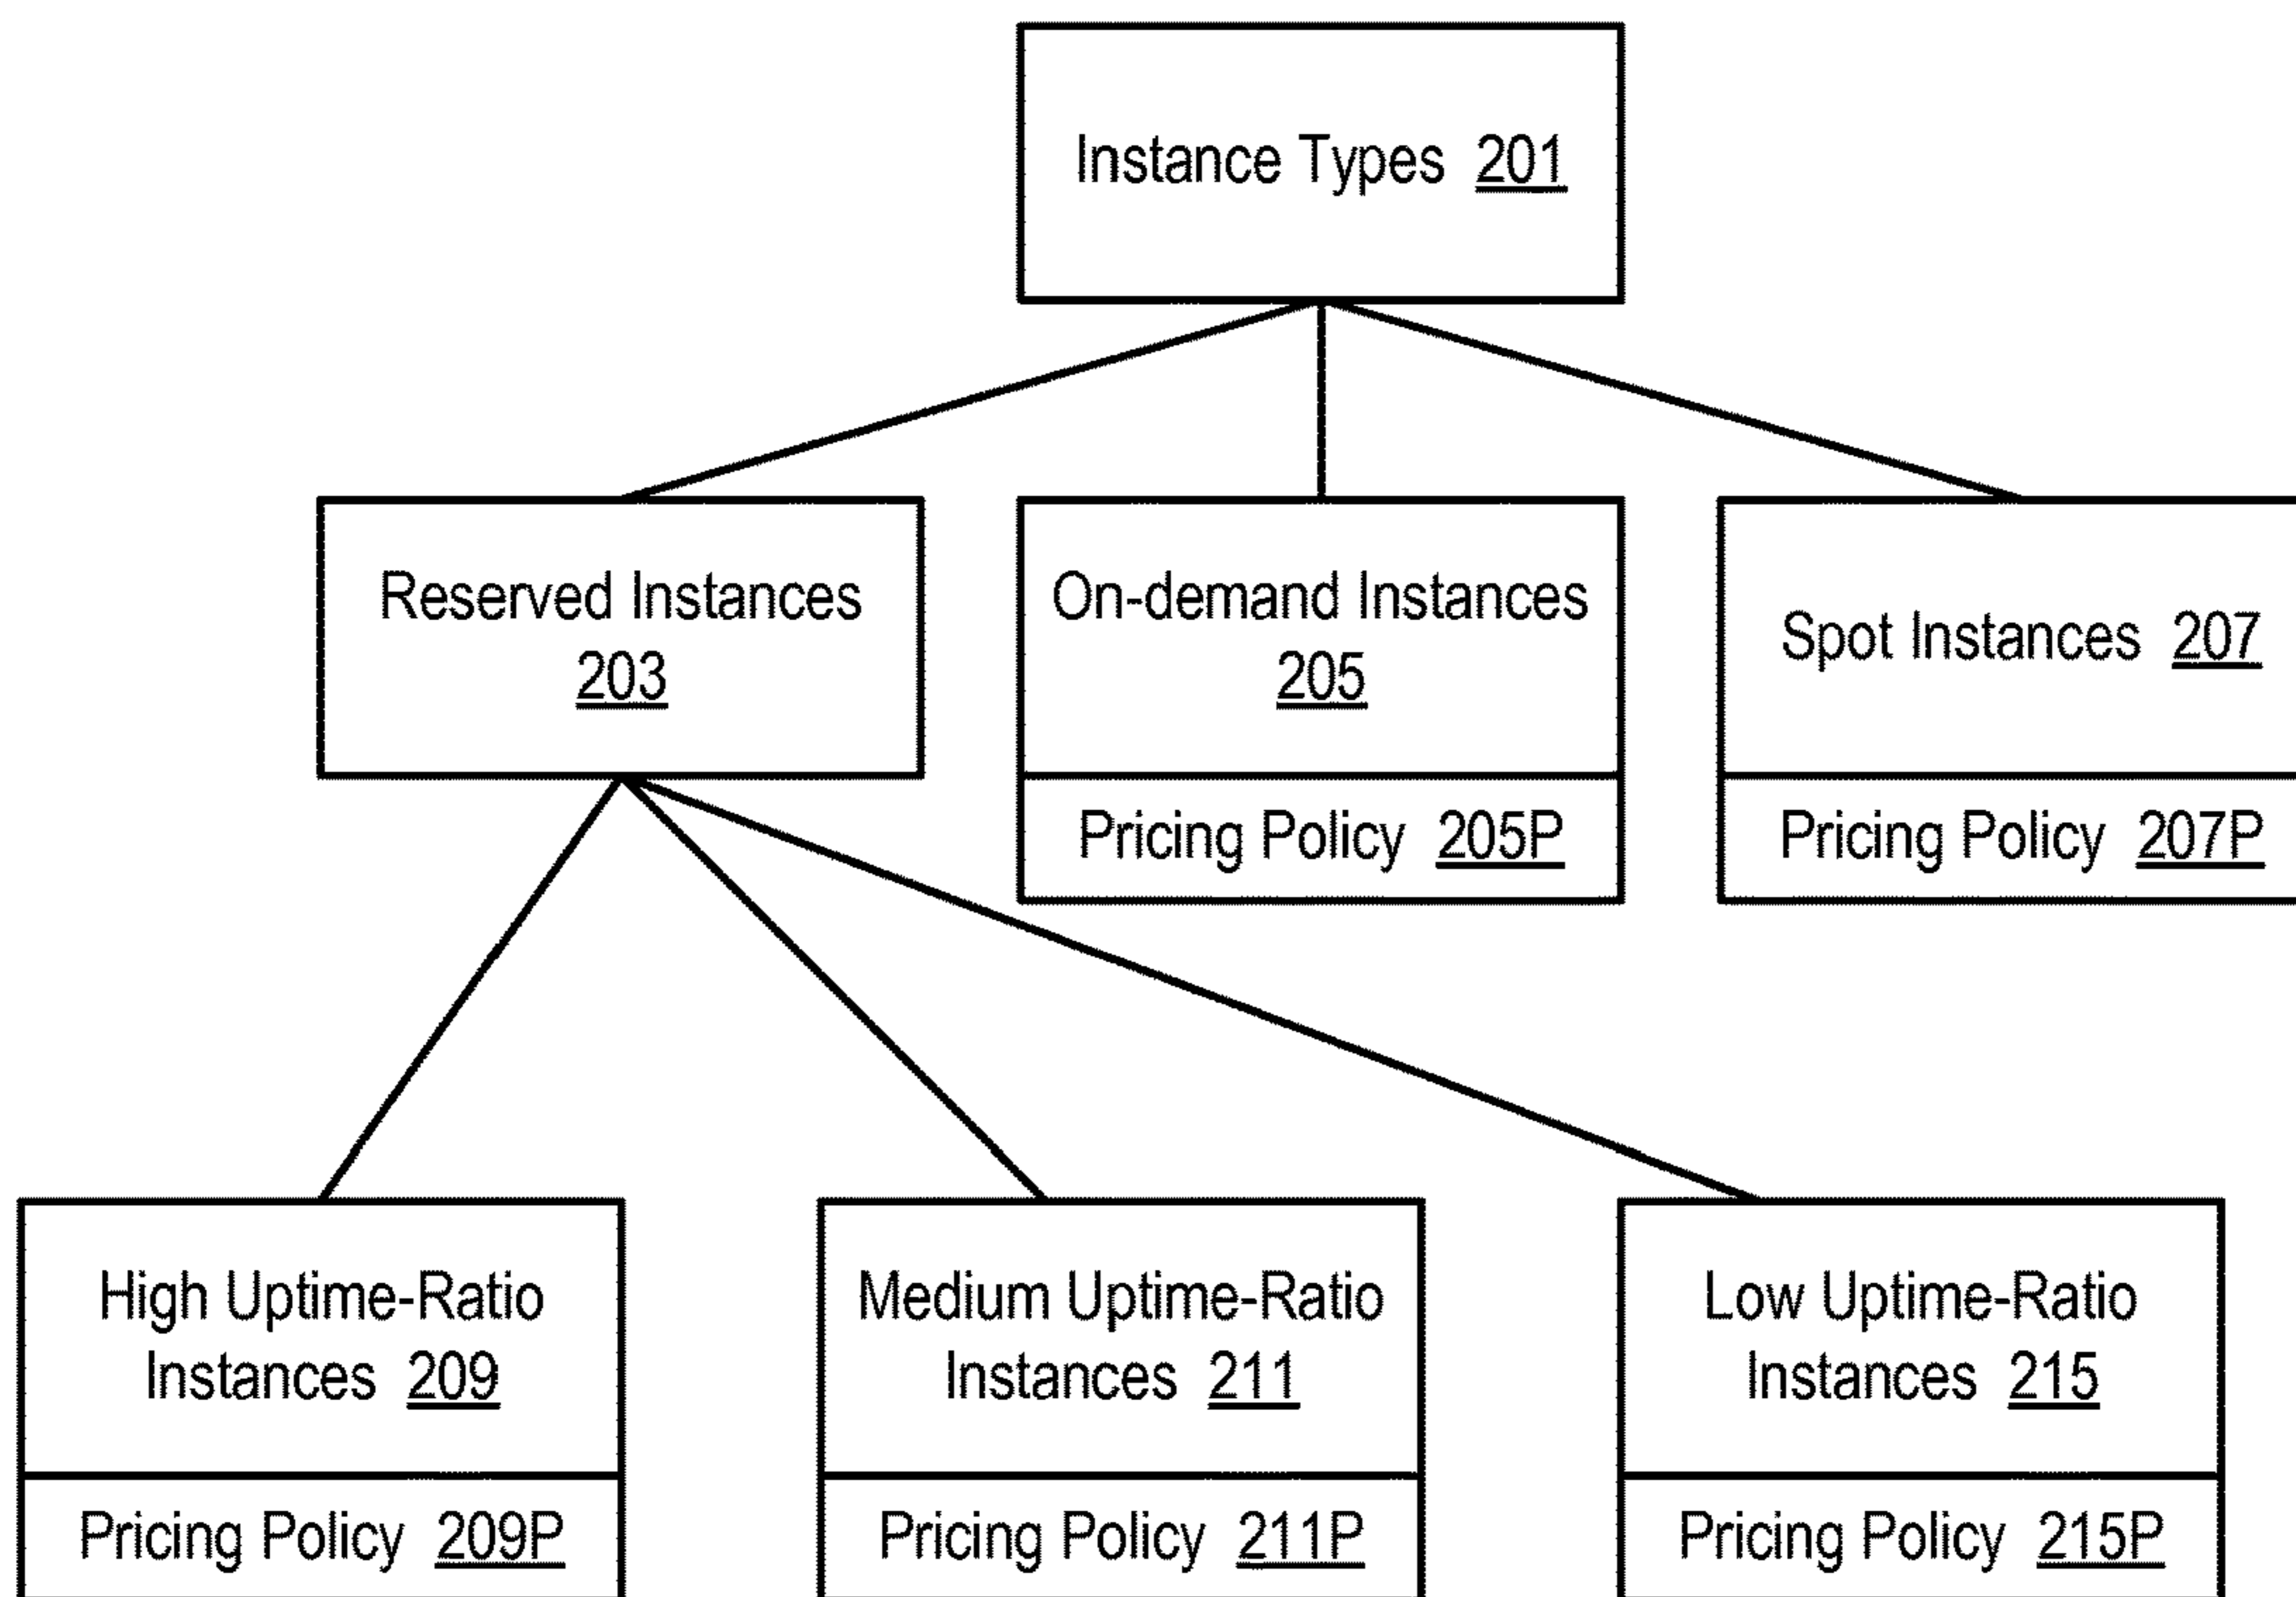 Instance Types 201
Reserved Instances
203
On-demand Instances
205
Pricing Policy 205P
Spot Instances 207
Pricing Policy 207P
High Uptime-Ratio
Instances 209
Pricing Policy 209P
Medium Uptime-Ratio
Instances 211
Pricing Policy 211P
Low Uptime-Ratio
Instances 215
Pricing Policy 215P